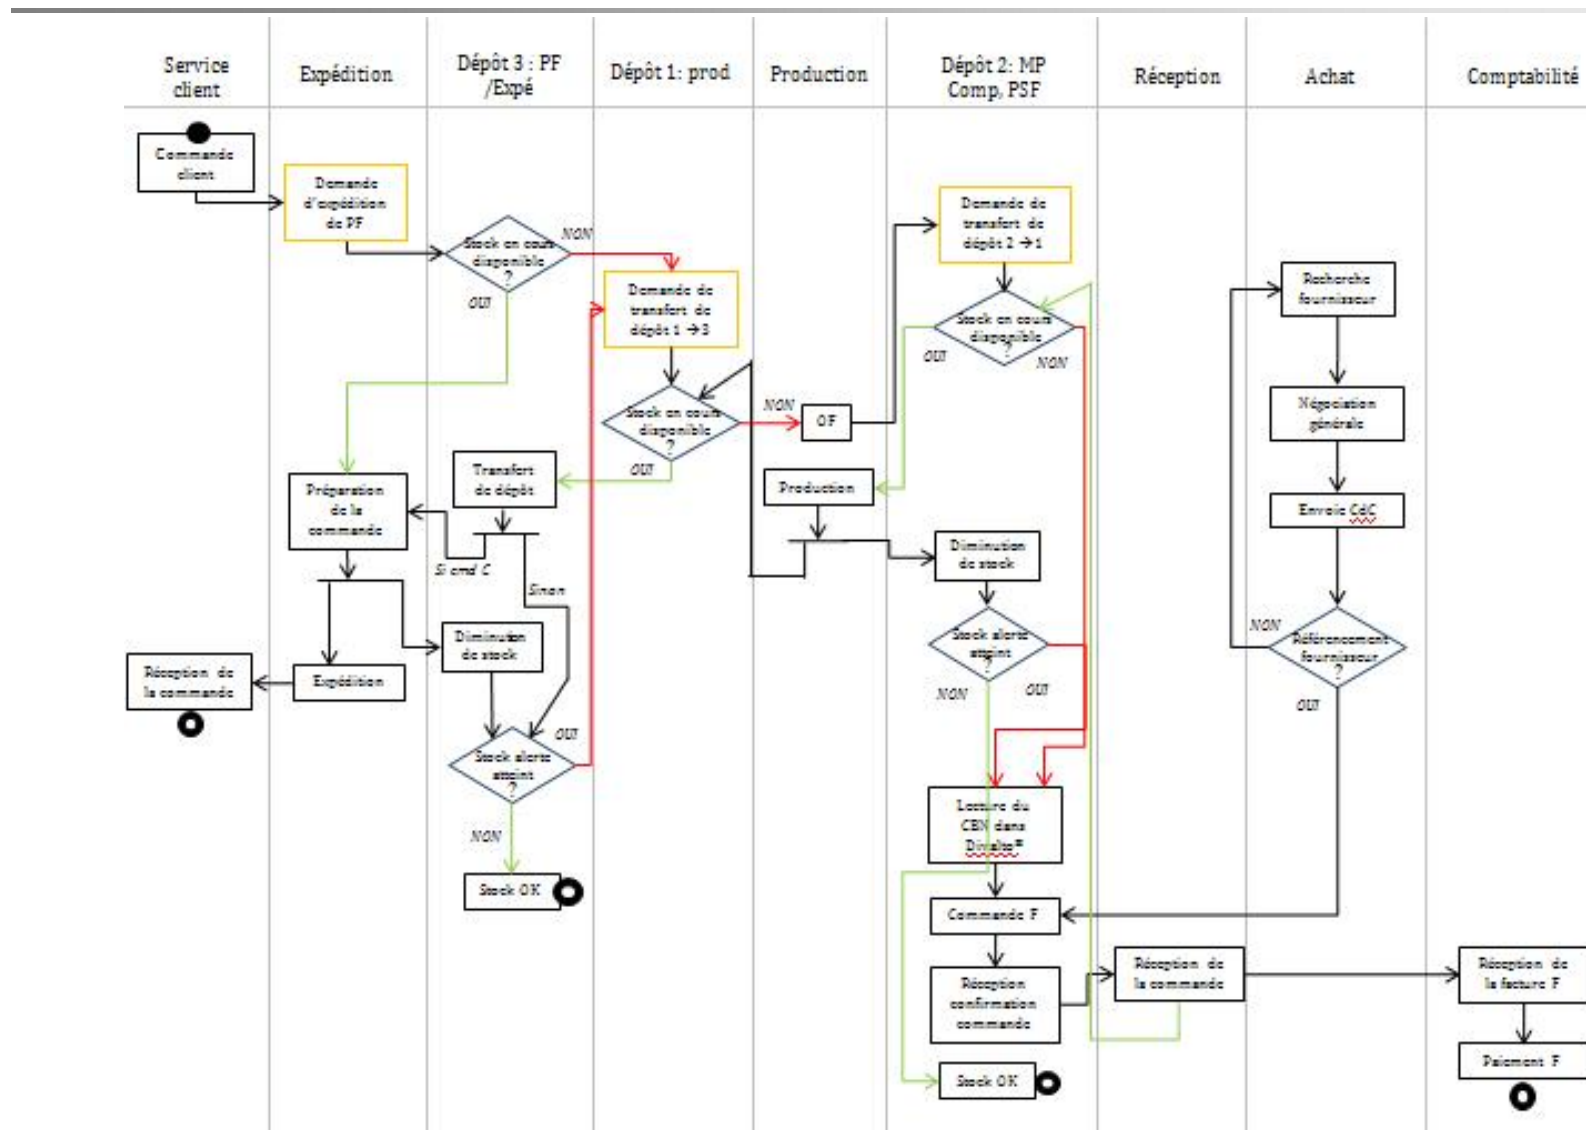 Service
client
Expédition
Dépôt 3 : PF
/Expé
Dépôt 1: prod
Production
Dépôt 2: MP
Comp, PSF
Réception
Achat
Comptabilité
Commande
client
Demande
d'expédition
de PF
Stock en cours
disponible
?
NON
OUI
Demande de
transfert de
dépôt 1 → 3
Stock en cours
disponible
?
NON
OUI
OF
Demande de
transfert de
dépôt 2 → 1
Stock en cours
disponible
?
OUI
NON
Recherche
fournisseur
Négociation
générale
Envoie CdC
Référencement
fournisseur
?
NON
OUI
Préparation
de la
commande
Transfert
de dépôt
Si cmd C
Sinon
Production
Diminution
de stock
Stock alerte
atteint
?
NON
OUI
Diminution
de stock
Réception de
la commande
Expédition
Stock alerte
atteint
?
OUI
NON
Stock OK
Lecture du
CBN dans
Divalto®
Commande F
Réception
confirmation
commande
Stock OK
Réception de
la commande
Réception de
la facture F
Paiement F